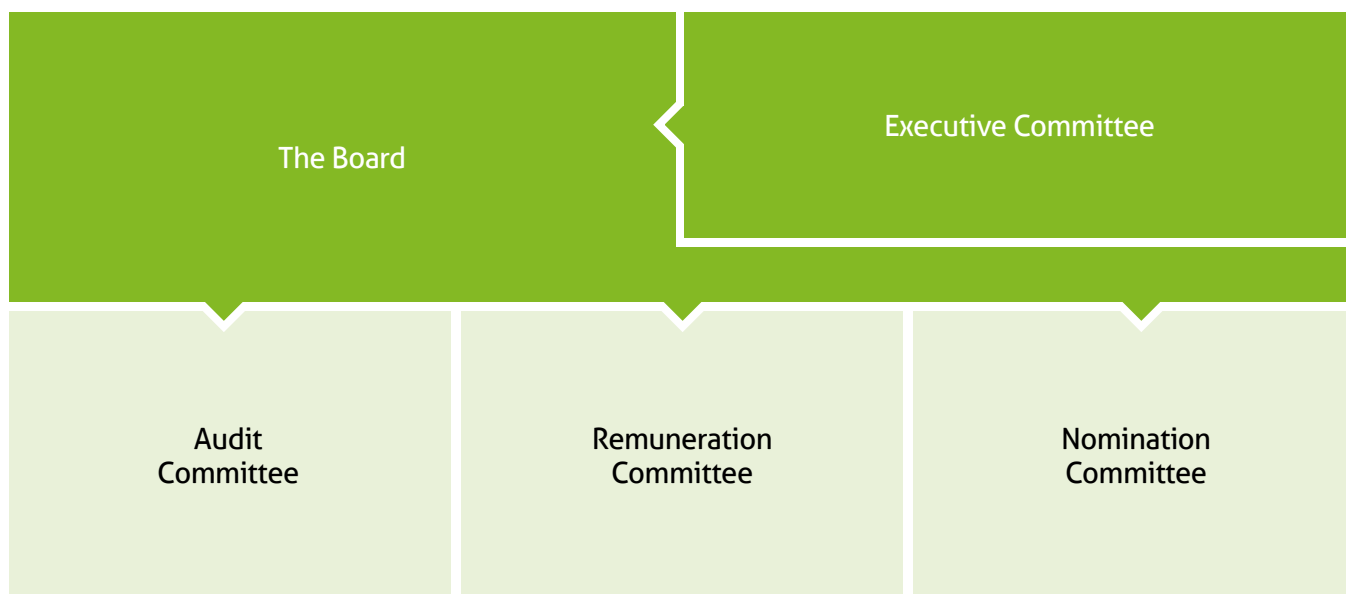 The Board
Executive Committee
Audit
Committee
Remuneration
Committee
Nomination
Committee